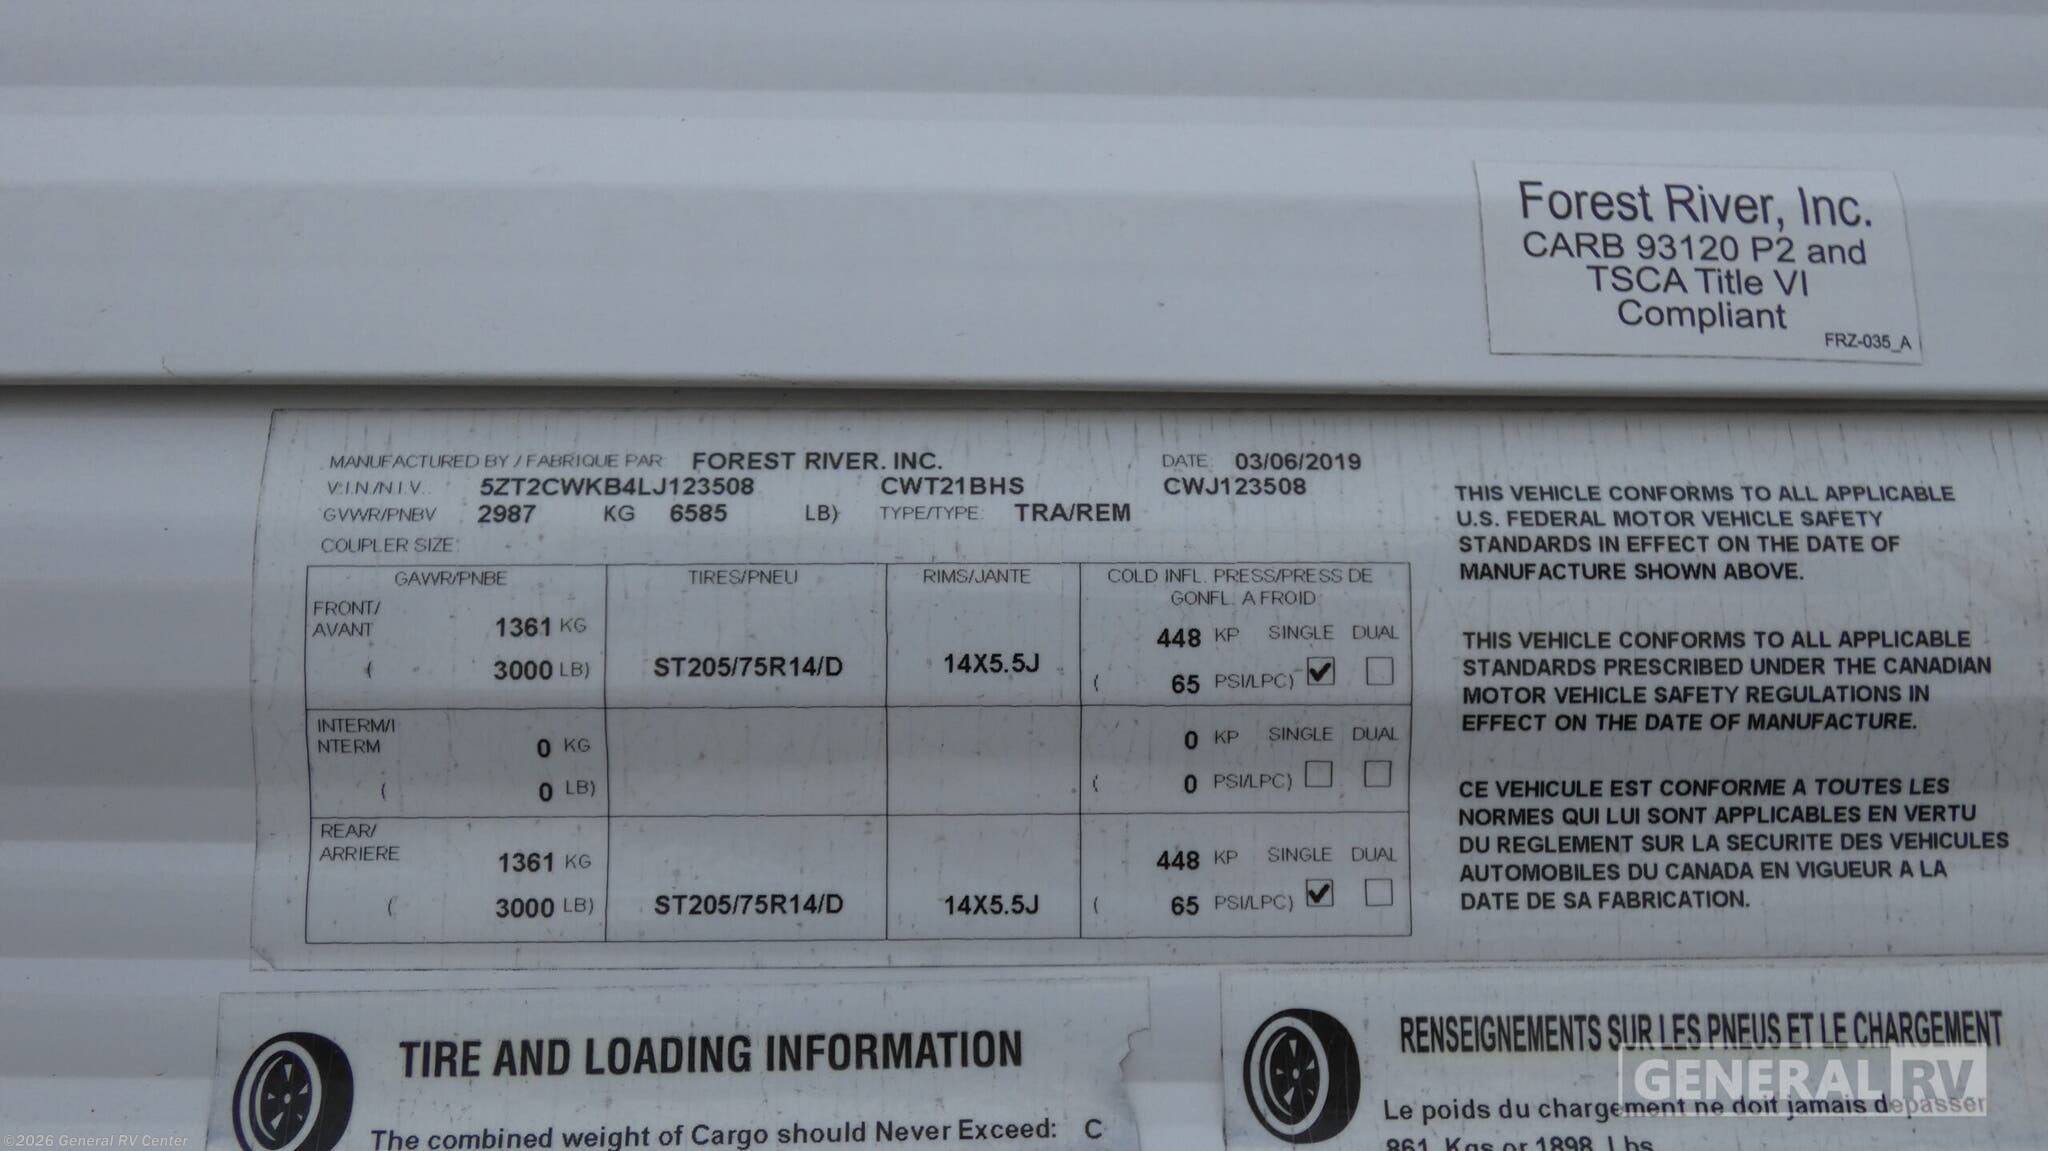 Forest River, Inc.
CARB 93120 P2 and
TSCA Title VI
Compliant
FRZ-035_A
MANUFACTURED BY / FABRIQUE PAR: FOREST RIVER. INC. DATE: 03/06/2019
V.I.N./N.I.V.: 5ZT2CWKB4LJ123508 CWT21BHS CWJ123508
GVWR/PNBV 2987 KG 6585 LB) TYPE/TYPE: TRA/REM
COUPLER SIZE:
GAWR/PNBE TIRES/PNEU RIMS/JANTE COLD INFL. PRESS/PRESS DE
GONFL. A FROID
FRONT/
AVANT 1361 KG 448 KP SINGLE DUAL
( 3000 LB) ST205/75R14/D 14X5.5J ( 65 PSI/LPC) ✔ ☐
INTERM/I
NTERM 0 KG 0 KP SINGLE DUAL
( 0 LB) ( 0 PSI/LPC) ☐ ☐
REAR/
ARRIERE 1361 KG 448 KP SINGLE DUAL
( 3000 LB) ST205/75R14/D 14X5.5J ( 65 PSI/LPC) ✔ ☐
THIS VEHICLE CONFORMS TO ALL APPLICABLE
U.S. FEDERAL MOTOR VEHICLE SAFETY
STANDARDS IN EFFECT ON THE DATE OF
MANUFACTURE SHOWN ABOVE.
THIS VEHICLE CONFORMS TO ALL APPLICABLE
STANDARDS PRESCRIBED UNDER THE CANADIAN
MOTOR VEHICLE SAFETY REGULATIONS IN
EFFECT ON THE DATE OF MANUFACTURE.
CE VEHICULE EST CONFORME A TOUTES LES
NORMES QUI LUI SONT APPLICABLES EN VERTU
DU REGLEMENT SUR LA SECURITE DES VEHICULES
AUTOMOBILES DU CANADA EN VIGUEUR A LA
DATE DE SA FABRICATION.
TIRE AND LOADING INFORMATION
The combined weight of Cargo should Never Exceed: C
RENSEIGNEMENTS SUR LES PNEUS ET LE CHARGEMENT
Le poids du chargement ne doit jamais depasser
861 Kgs or 1898 Lbs
GENERAL RV
©2026 General RV Center